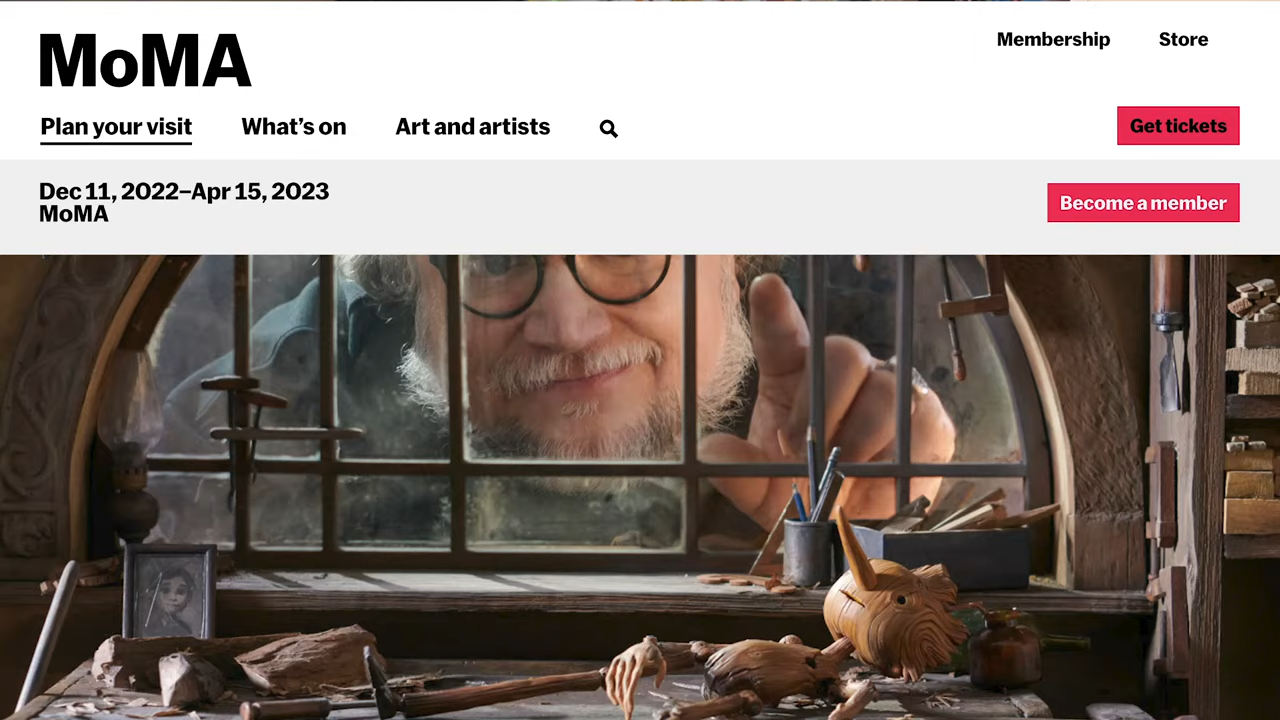 MoMA
Membership Store
Plan your visit What's on Art and artists
Get tickets
Dec 11, 2022–Apr 15, 2023
MoMA
Become a member